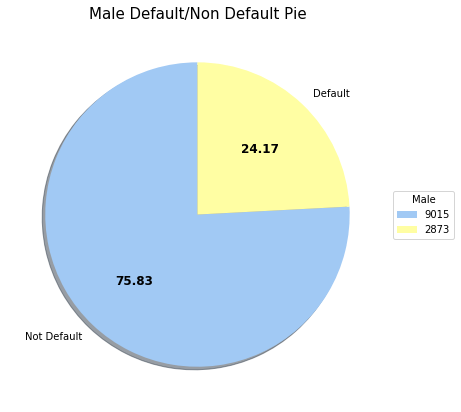 Male Default/Non Default Pie
Default
24.17
Male
9015
2873
75.83
Not Default